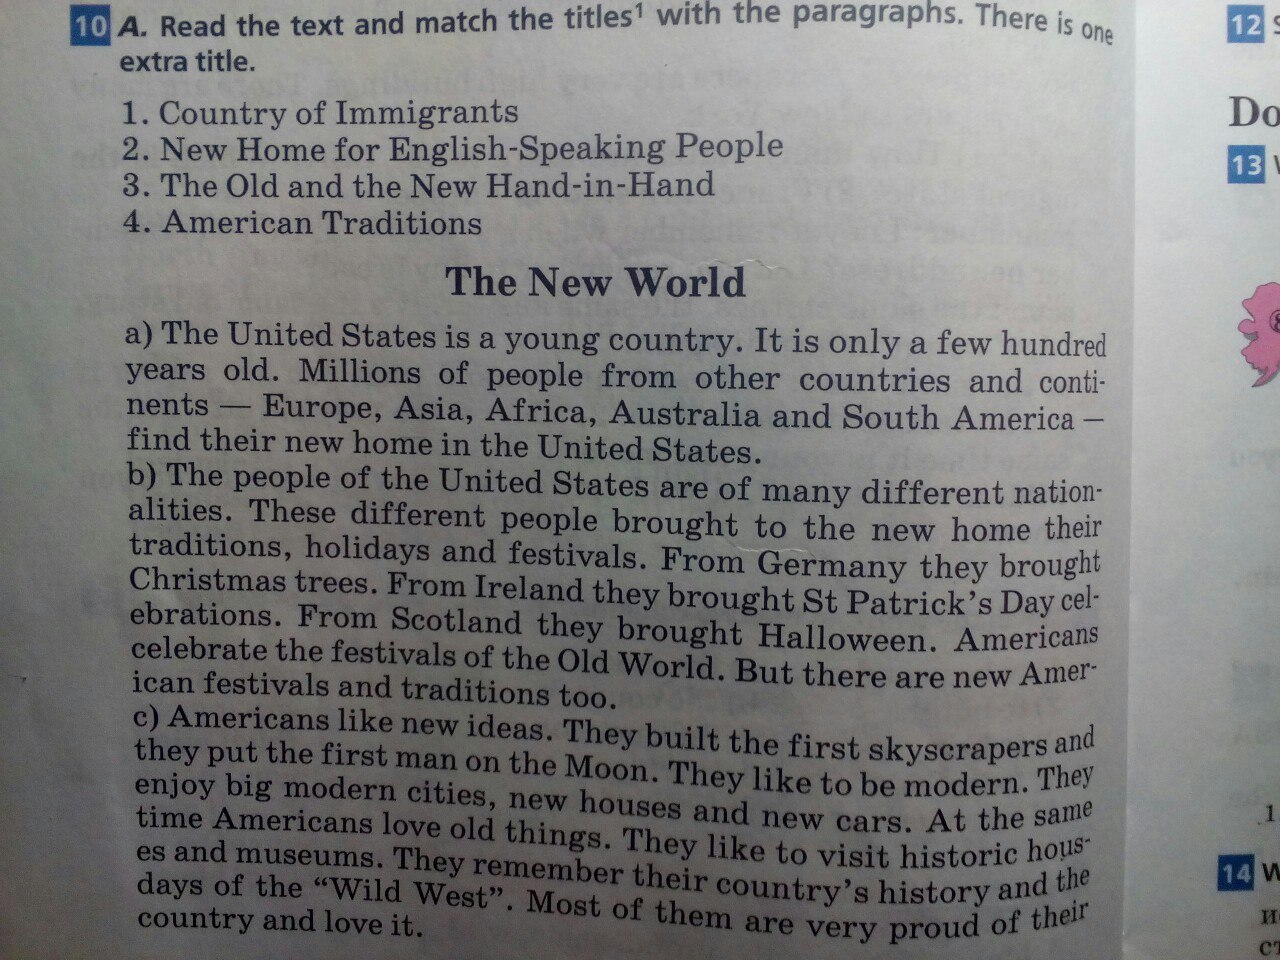 10 A. Read the text and match the titles¹ with the paragraphs. There is one
extra title.
1. Country of Immigrants
2. New Home for English-Speaking People
3. The Old and the New Hand-in-Hand
4. American Traditions
The New World
a) The United States is a young country. It is only a few hundred
years old. Millions of people from other countries and conti-
nents — Europe, Asia, Africa, Australia and South America —
find their new home in the United States.
b) The people of the United States are of many different nation-
alities. These different people brought to the new home their
traditions, holidays and festivals. From Germany they brought
Christmas trees. From Ireland they brought St Patrick's Day cel-
ebrations. From Scotland they brought Halloween. Americans
celebrate the festivals of the Old World. But there are new Amer-
ican festivals and traditions too.
c) Americans like new ideas. They built the first skyscrapers and
they put the first man on the Moon. They like to be modern. They
enjoy big modern cities, new houses and new cars. At the same
time Americans love old things. They like to visit historic hous-
es and museums. They remember their country's history and the
days of the “Wild West”. Most of them are very proud of their
country and love it.
12
Do
13
14